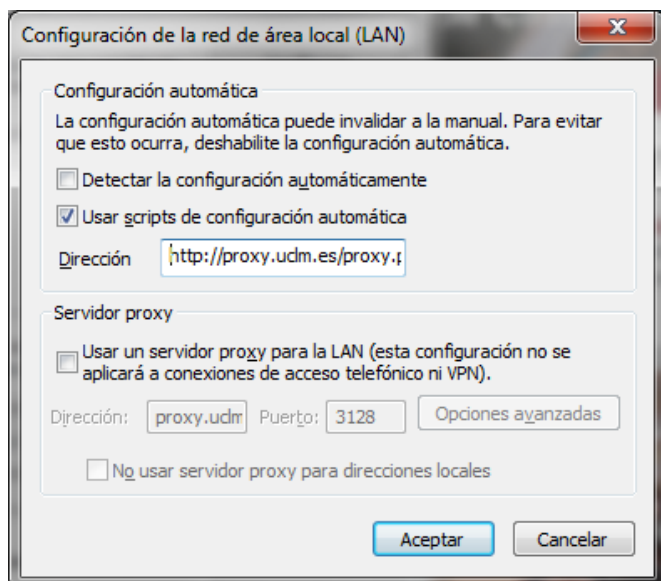 Configuración de la red de área local (LAN)
Configuración automática
La configuración automática puede invalidar a la manual. Para evitar
que esto ocurra, deshabilite la configuración automática.
Detectar la configuración automáticamente
Usar scripts de configuración automática
Dirección http://proxy.uclm.es/proxy.p
Servidor proxy
Usar un servidor proxy para la LAN (esta configuración no se
aplicará a conexiones de acceso telefónico ni VPN).
Dirección: proxy.uclm Puerto: 3128 Opciones avanzadas
No usar servidor proxy para direcciones locales
Aceptar Cancelar